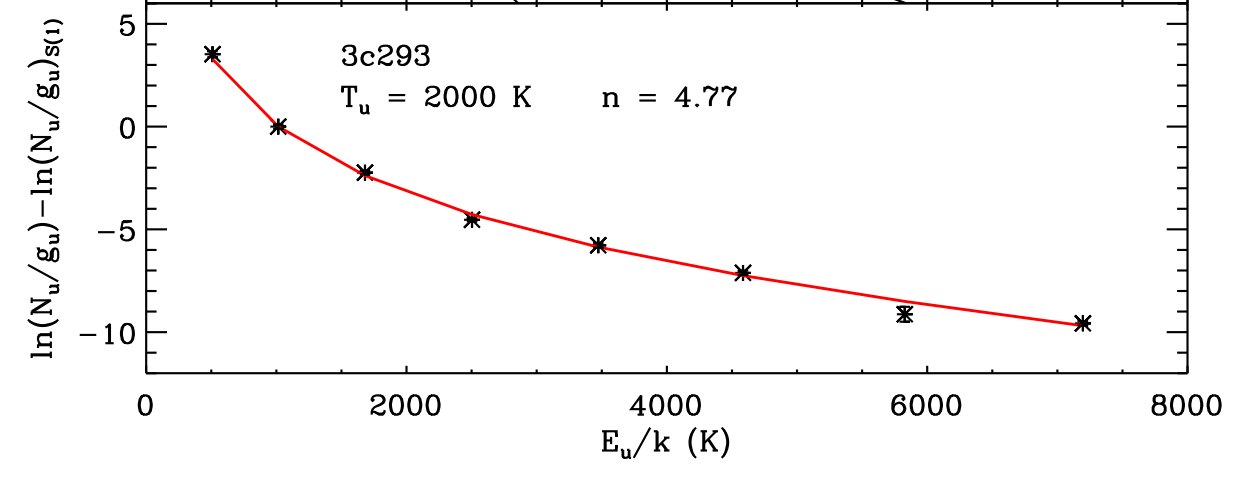 3c293
T_u = 2000 K n = 4.77
ln(N_u/g_u)−ln(N_u/g_u)_S(1)
5
0
−5
−10
0 2000 4000 6000 8000
E_u/k (K)